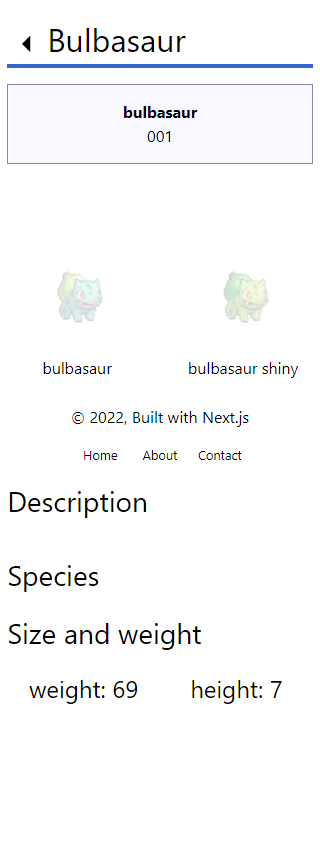 Bulbasaur
bulbasaur
001
bulbasaur
bulbasaur shiny
© 2022, Built with Next.js
Home About Contact
Description
Species
Size and weight
weight: 69 height: 7